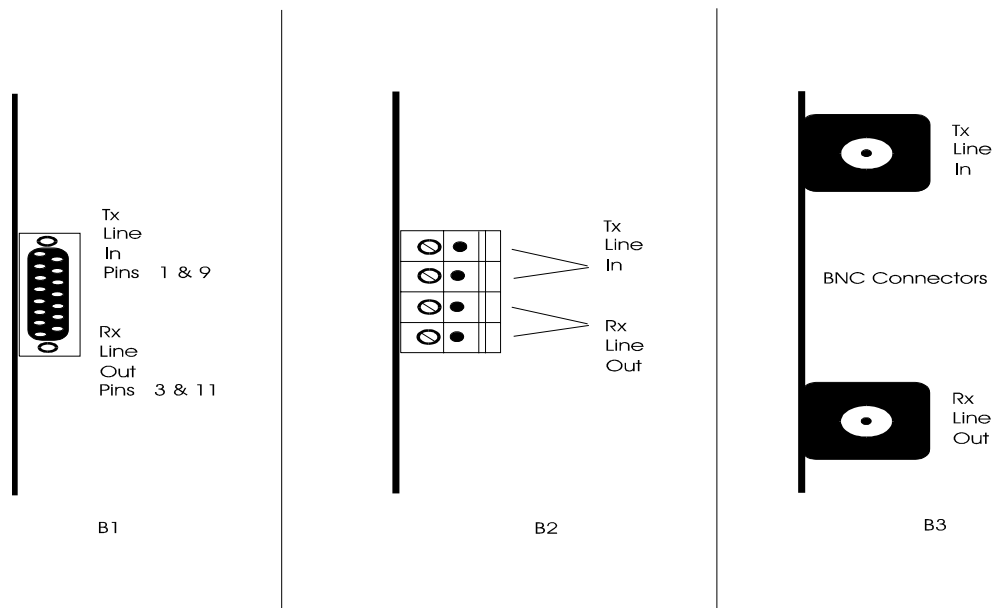 Tx
Line
In
Pins 1 & 9
Rx
Line
Out
Pins 3 & 11
B1
Tx
Line
In
Rx
Line
Out
B2
Tx
Line
In
BNC Connectors
Rx
Line
Out
B3